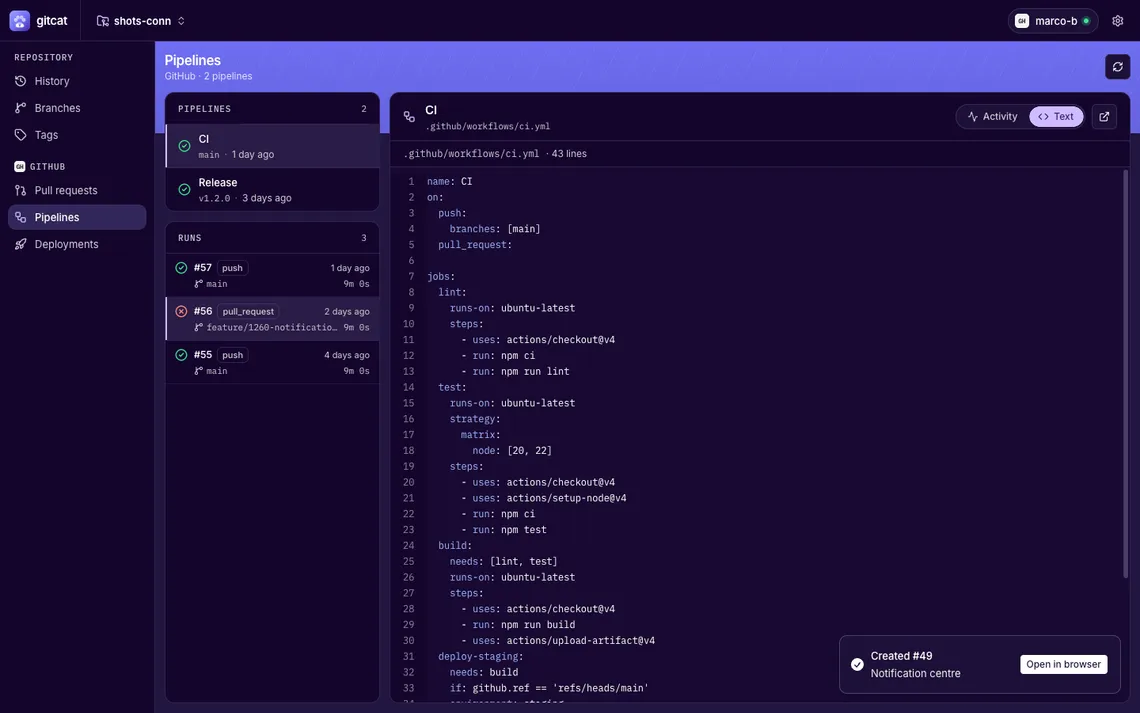 gitcat
shots-conn
GH marco-b
REPOSITORY
History
Branches
Tags
GH GITHUB
Pull requests
Pipelines
Deployments
Pipelines
GitHub · 2 pipelines
PIPELINES 2
CI
main · 1 day ago
Release
v1.2.0 · 3 days ago
RUNS 3
#57 push 1 day ago
main 9m 0s
#56 pull_request 2 days ago
feature/1260-notificatio… 9m 0s
#55 push 4 days ago
main 9m 0s
CI
.github/workflows/ci.yml
Activity
Text
.github/workflows/ci.yml · 43 lines
1 name: CI
2 on:
3 push:
4 branches: [main]
5 pull_request:
6
7 jobs:
8 lint:
9 runs-on: ubuntu-latest
10 steps:
11 - uses: actions/checkout@v4
12 - run: npm ci
13 - run: npm run lint
14 test:
15 runs-on: ubuntu-latest
16 strategy:
17 matrix:
18 node: [20, 22]
19 steps:
20 - uses: actions/checkout@v4
21 - uses: actions/setup-node@v4
22 - run: npm ci
23 - run: npm test
24 build:
25 needs: [lint, test]
26 runs-on: ubuntu-latest
27 steps:
28 - uses: actions/checkout@v4
29 - run: npm run build
30 - uses: actions/upload-artifact@v4
31 deploy-staging:
32 needs: build
33 if: github.ref == 'refs/heads/main'
Created #49
Notification centre
Open in browser